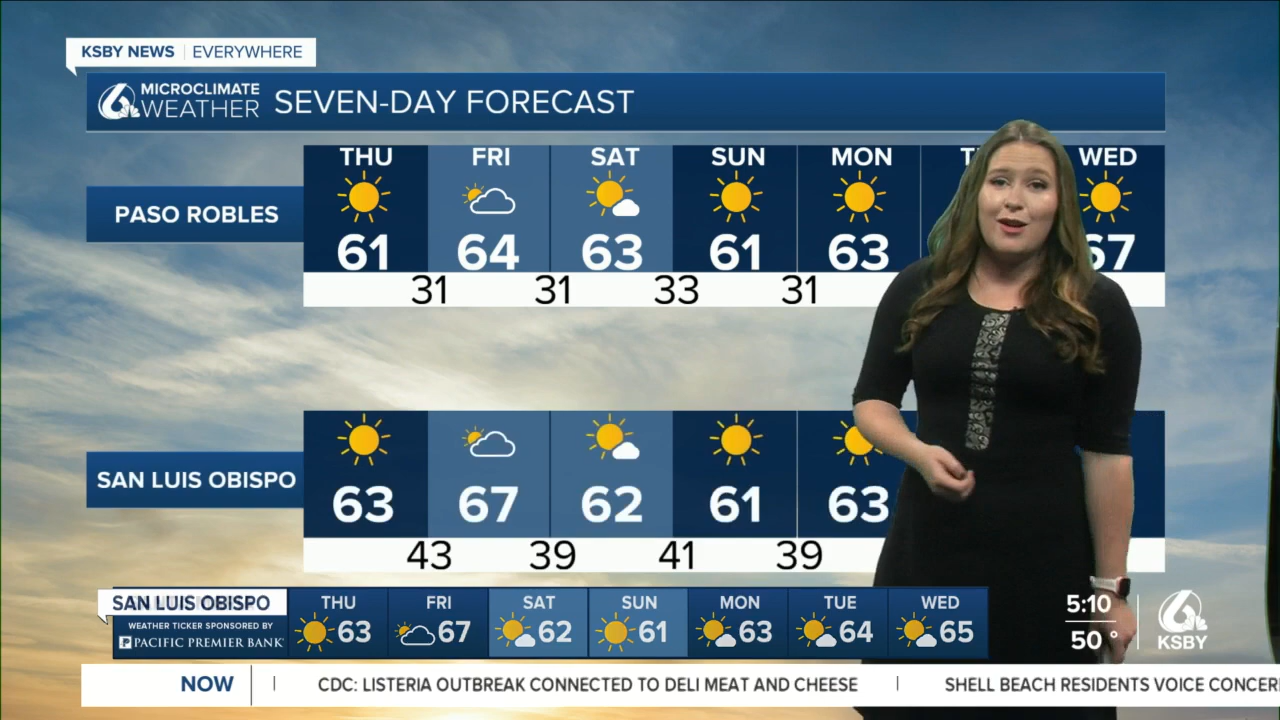 KSBY NEWS | EVERYWHERE
6 MICROCLIMATE WEATHER SEVEN-DAY FORECAST
THU FRI SAT SUN MON WED
PASO ROBLES
61 64 63 61 63 67
31 31 33 31
SAN LUIS OBISPO
63 67 62 61 63
43 39 41 39
SAN LUIS OBISPO THU FRI SAT SUN MON TUE WED
WEATHER TICKER SPONSORED BY
PACIFIC PREMIER BANK
63 67 62 61 63 64 65
5:10
50 °
6
KSBY
NOW | CDC: LISTERIA OUTBREAK CONNECTED TO DELI MEAT AND CHEESE | SHELL BEACH RESIDENTS VOICE CONCER